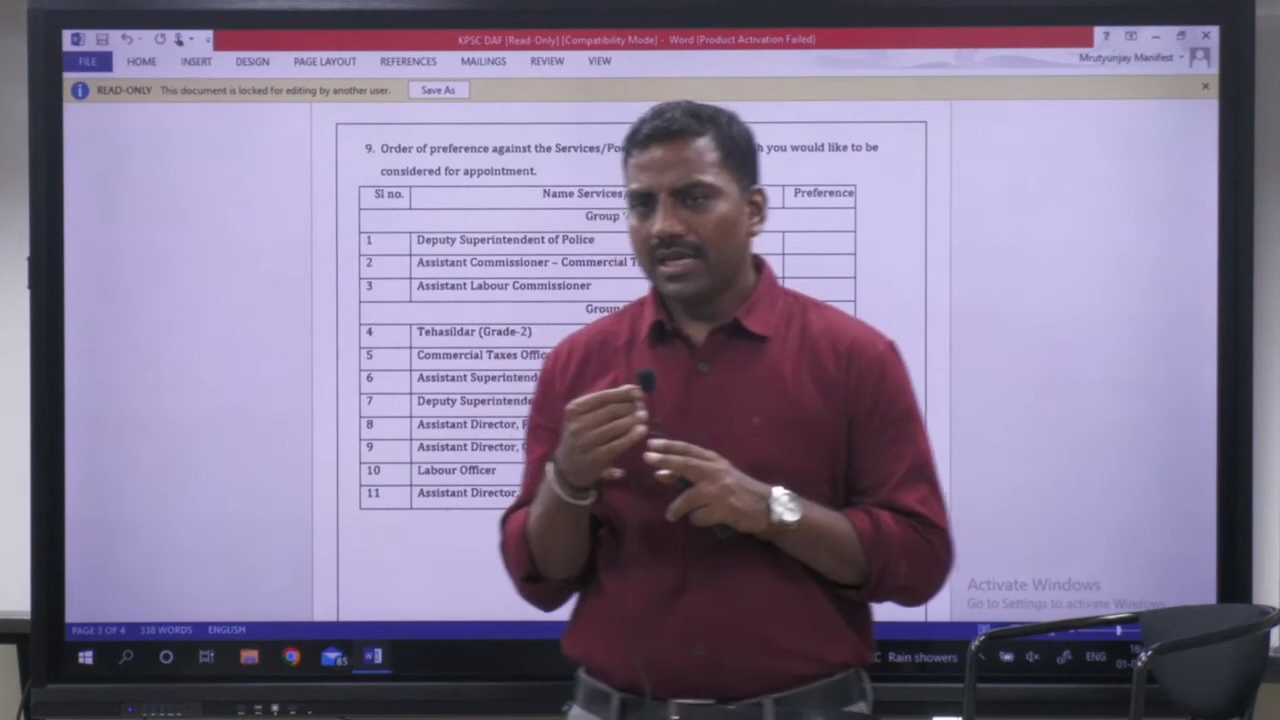 KPSC DAF [Read-Only] [Compatibility Mode] - Word (Product Activation Failed)
FILE HOME INSERT DESIGN PAGE LAYOUT REFERENCES MAILINGS REVIEW VIEW
Mrutyunjay Manifest
READ-ONLY This document is locked for editing by another user. Save As
9. Order of preference against the Services/ you would like to be
considered for appointment.
Sl no. Name Services Preference
Group
1 Deputy Superintendent of Police
2 Assistant Commissioner – Commercial
3 Assistant Labour Commissioner
Group
4 Tehasildar (Grade-2)
5 Commercial Taxes
6 Assistant
7 Deputy
8 Assistant Director,
9 Assistant Director,
10 Labour Officer
11 Assistant Director,
Activate Windows
Go to Settings to activate Windows
PAGE 3 OF 4 338 WORDS ENGLISH
85
Rain showers
ENG